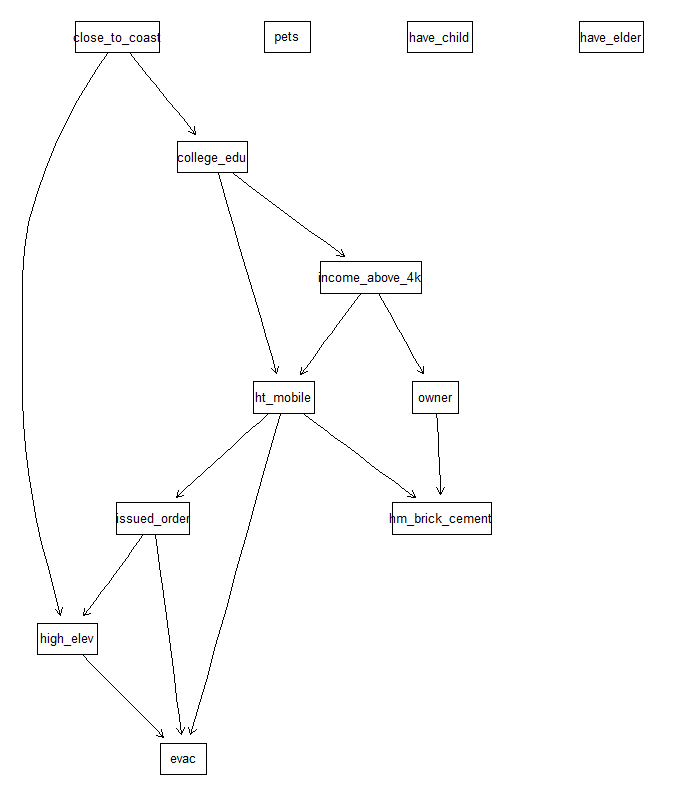 close_to_coast
pets
have_child
have_elder
college_edu
income_above_4k
ht_mobile
owner
issued_order
hm_brick_cement
high_elev
evac